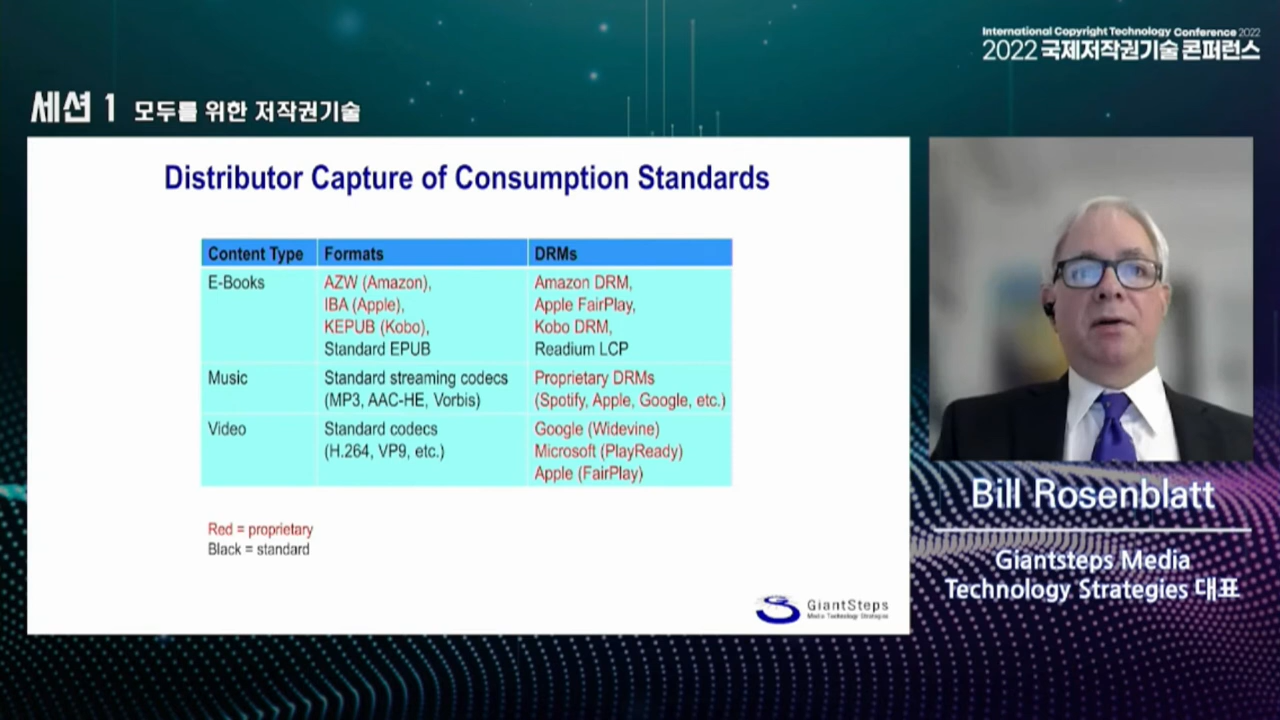 International Copyright Technology Conference 2022
2022 국제저작권기술 콘퍼런스
세션 1 모두를 위한 저작권기술
Distributor Capture of Consumption Standards
Content Type Formats DRMs
E-Books AZW (Amazon), Amazon DRM,
IBA (Apple), Apple FairPlay,
KEPUB (Kobo), Kobo DRM,
Standard EPUB Readium LCP
Music Standard streaming codecs Proprietary DRMs
(MP3, AAC-HE, Vorbis) (Spotify, Apple, Google, etc.)
Video Standard codecs Google (Widevine)
(H.264, VP9, etc.) Microsoft (PlayReady)
Apple (FairPlay)
Red = proprietary
Black = standard
GiantSteps
Media Technology Strategies
Bill Rosenblatt
Giantsteps Media
Technology Strategies 대표